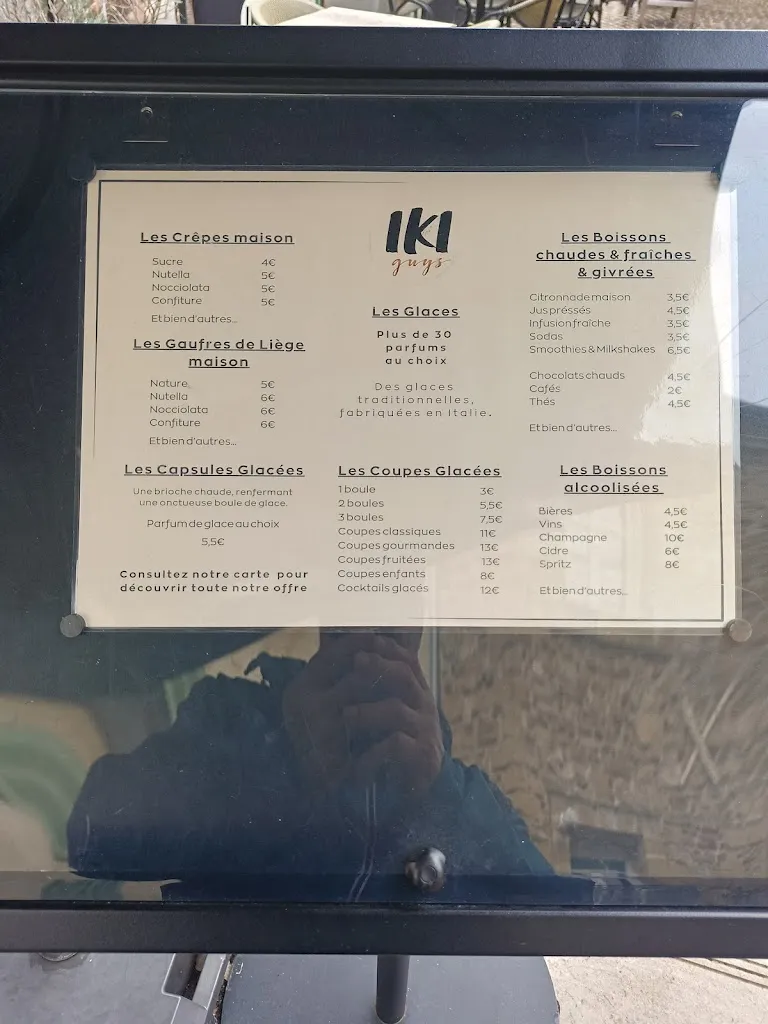 IKI
guys
Les Crêpes maison
Sucre 4€
Nutella 5€
Nocciolata 5€
Confiture 5€
Et bien d'autres...
Les Gaufres de Liège
maison
Nature 5€
Nutella 6€
Nocciolata 6€
Confiture 6€
Et bien d'autres...
Les Capsules Glacées
Une brioche chaude, renfermant
une onctueuse boule de glace.
Parfum de glace au choix
5,5€
Consultez notre carte pour
découvrir toute notre offre
Les Glaces
Plus de 30
parfums
au choix
Des glaces
traditionnelles,
fabriquées en Italie.
Les Coupes Glacées
1 boule 3€
2 boules 5,5€
3 boules 7,5€
Coupes classiques 11€
Coupes gourmandes 13€
Coupes fruitées 13€
Coupes enfants 8€
Cocktails glacés 12€
Les Boissons
chaudes & fraîches
& givrées
Citronnade maison 3,5€
Jus préssés 4,5€
Infusion fraîche 3,5€
Sodas 3,5€
Smoothies & Milkshakes 6,5€
Chocolats chauds 4,5€
Cafés 2€
Thés 4,5€
Et bien d'autres...
Les Boissons
alcoolisées
Bières 4,5€
Vins 4,5€
Champagne 10€
Cidre 6€
Spritz 8€
Et bien d'autres...